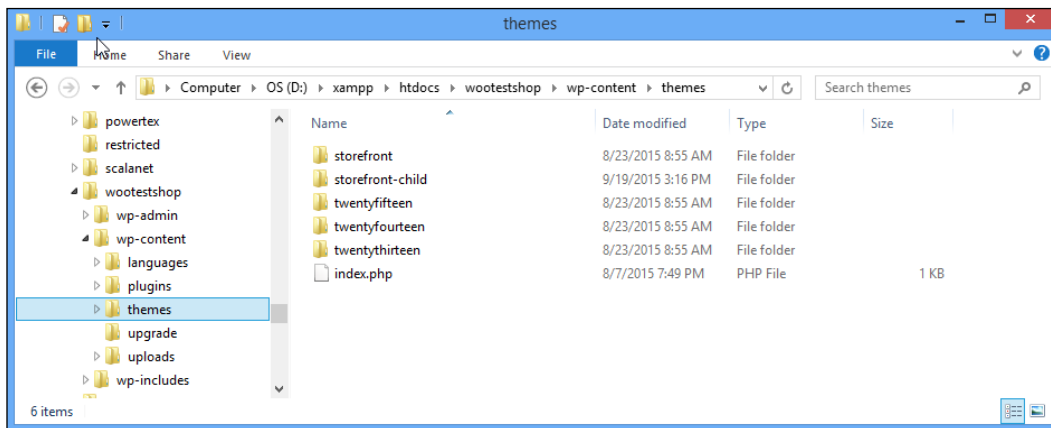 themes
File Home Share View
Computer OS (D:) xampp htdocs wootestshop wp-content themes Search themes
powertex
restricted
scalanet
wootestshop
wp-admin
wp-content
languages
plugins
themes
upgrade
uploads
wp-includes
Name Date modified Type Size
storefront 8/23/2015 8:55 AM File folder
storefront-child 9/19/2015 3:16 PM File folder
twentyfifteen 8/23/2015 8:55 AM File folder
twentyfourteen 8/23/2015 8:55 AM File folder
twentythirteen 8/23/2015 8:55 AM File folder
index.php 8/7/2015 7:49 PM PHP File 1 KB
6 items